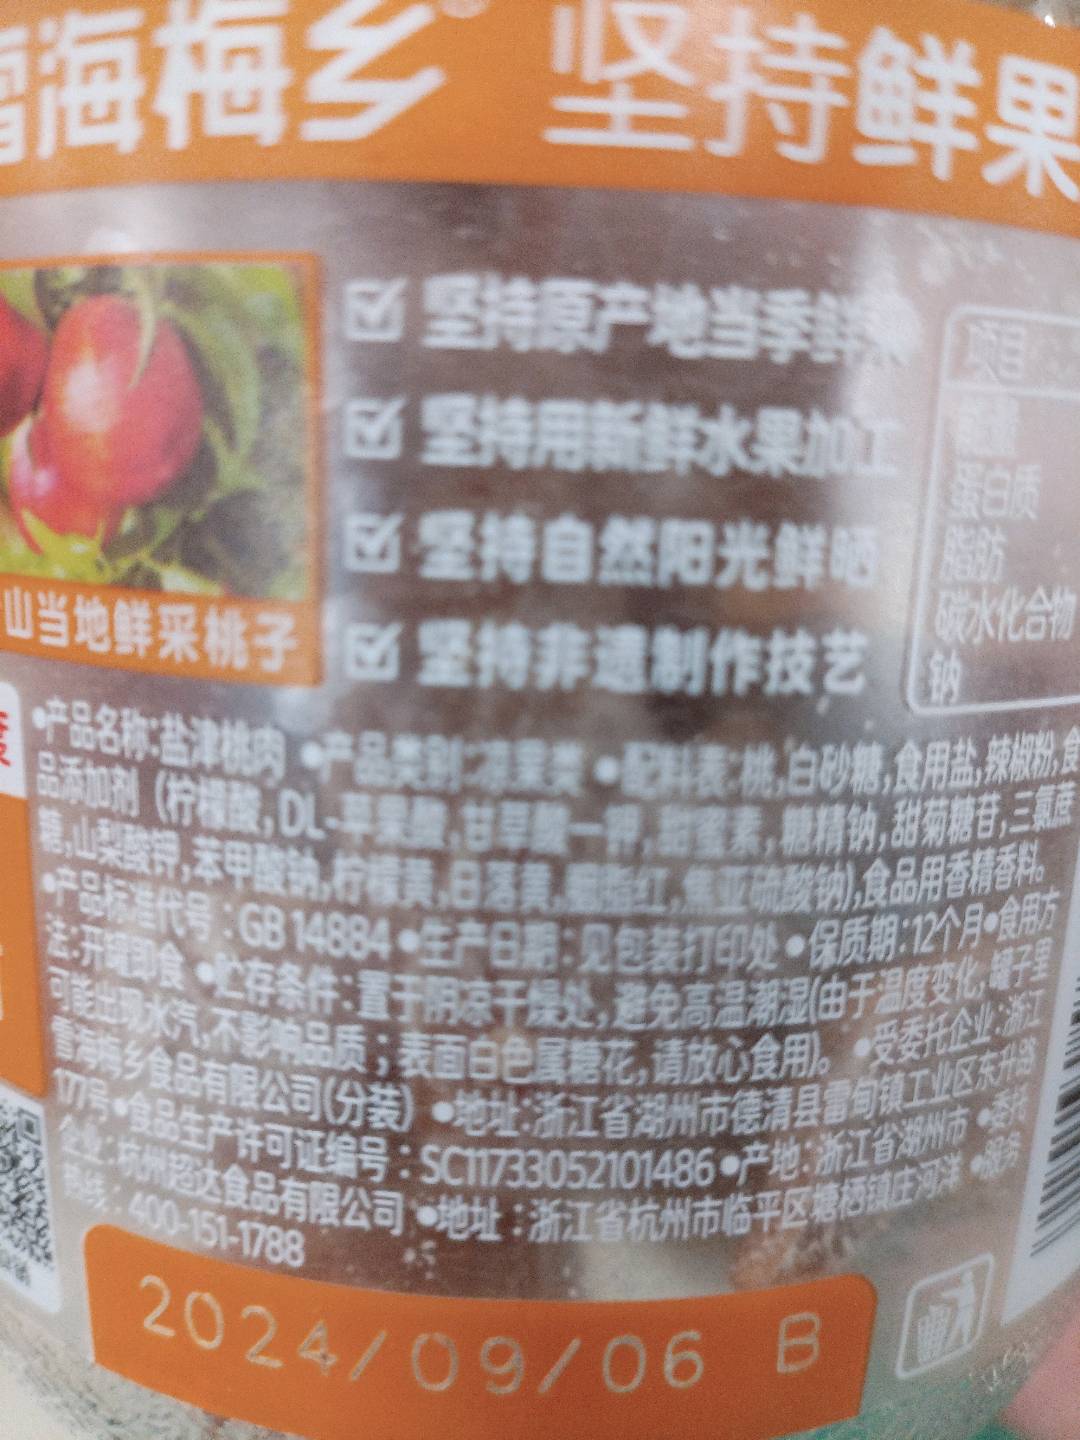 雪海梅乡® 坚持鲜果
坚持原产地当季鲜果
坚持用新鲜水果加工
坚持自然阳光鲜晒
坚持非遗制作技艺
山当地鲜采桃子
项目
蛋白质
脂肪
碳水化合物
钠
•产品名称:盐津桃肉 •产品类别:凉果类 •配料表:桃,白砂糖,食用盐,辣椒粉,食
品添加剂（柠檬酸,DL-苹果酸,甘草酸一钾,甜蜜素,糖精钠,甜菊糖苷,三氯蔗
糖,山梨酸钾,苯甲酸钠,柠檬黄,日落黄,胭脂红,焦亚硫酸钠),食品用香精香料。
•产品标准代号:GB 14884 •生产日期:见包装打印处 •保质期:12个月•食用方
法:开罐即食 •贮存条件:置于阴凉干燥处,避免高温潮湿(由于温度变化,罐子里
可能出现水汽,不影响品质;表面白色属糖花,请放心食用)。 •受委托企业:浙江
雪海梅乡食品有限公司(分装) •地址:浙江省湖州市德清县雷甸镇工业区东升路
177号•食品生产许可证编号:SC11733052101486•产地:浙江省湖州市 •委托
企业:杭州超达食品有限公司 •地址:浙江省杭州市临平区塘栖镇庄河洋 •服务
热线:400-151-1788
2024/09/06 B